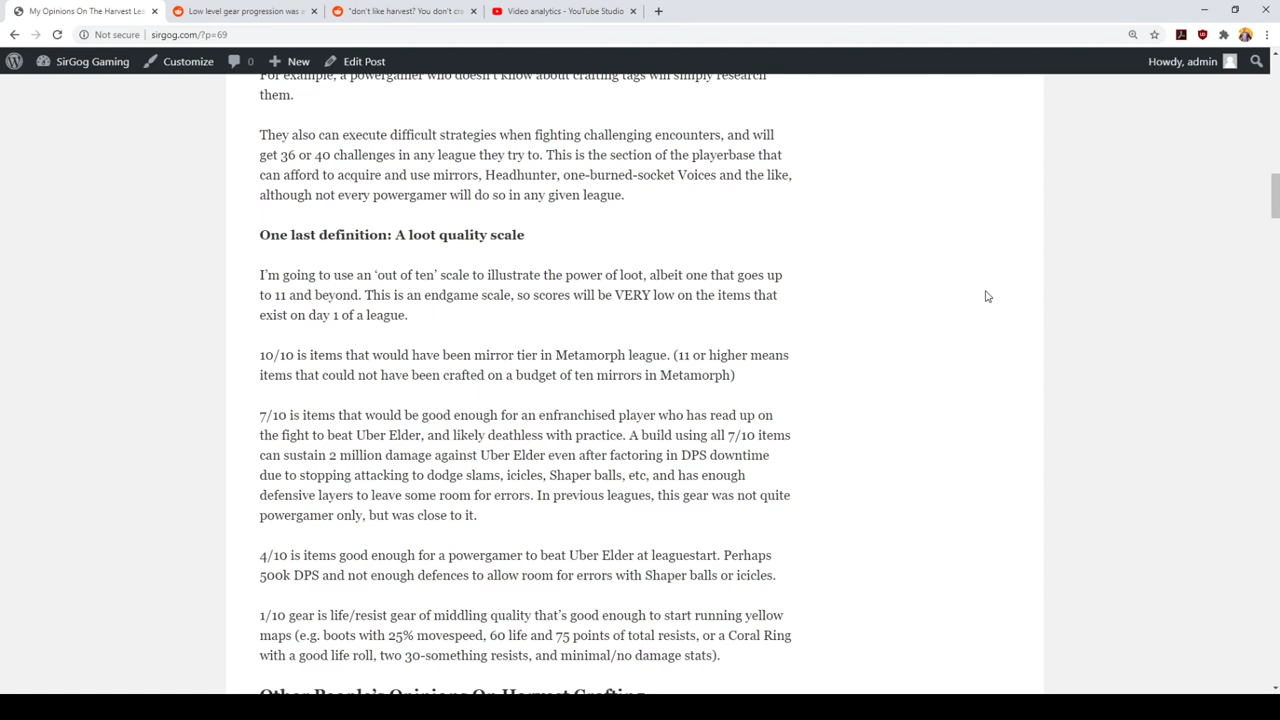 My Opinions On The Harvest Lea
Low level gear progression was a
"don't like harvest? You don't cr
Video analytics - YouTube Studio
Not secure
sirgog.com/?p=69
SirGog Gaming
Customize
0
New
Edit Post
Howdy, admin
For example, a powergamer who doesn't know about crafting tags will simply research
them.
They also can execute difficult strategies when fighting challenging encounters, and will
get 36 or 40 challenges in any league they try to. This is the section of the playerbase that
can afford to acquire and use mirrors, Headhunter, one-burned-socket Voices and the like,
although not every powergamer will do so in any given league.
One last definition: A loot quality scale
I'm going to use an 'out of ten' scale to illustrate the power of loot, albeit one that goes up
to 11 and beyond. This is an endgame scale, so scores will be VERY low on the items that
exist on day 1 of a league.
10/10 is items that would have been mirror tier in Metamorph league. (11 or higher means
items that could not have been crafted on a budget of ten mirrors in Metamorph)
7/10 is items that would be good enough for an enfranchised player who has read up on
the fight to beat Uber Elder, and likely deathless with practice. A build using all 7/10 items
can sustain 2 million damage against Uber Elder even after factoring in DPS downtime
due to stopping attacking to dodge slams, icicles, Shaper balls, etc, and has enough
defensive layers to leave some room for errors. In previous leagues, this gear was not quite
powergamer only, but was close to it.
4/10 is items good enough for a powergamer to beat Uber Elder at leaguestart. Perhaps
500k DPS and not enough defences to allow room for errors with Shaper balls or icicles.
1/10 gear is life/resist gear of middling quality that's good enough to start running yellow
maps (e.g. boots with 25% movespeed, 60 life and 75 points of total resists, or a Coral Ring
with a good life roll, two 30-something resists, and minimal/no damage stats).
Other People's Opinions On Harvest Crafting